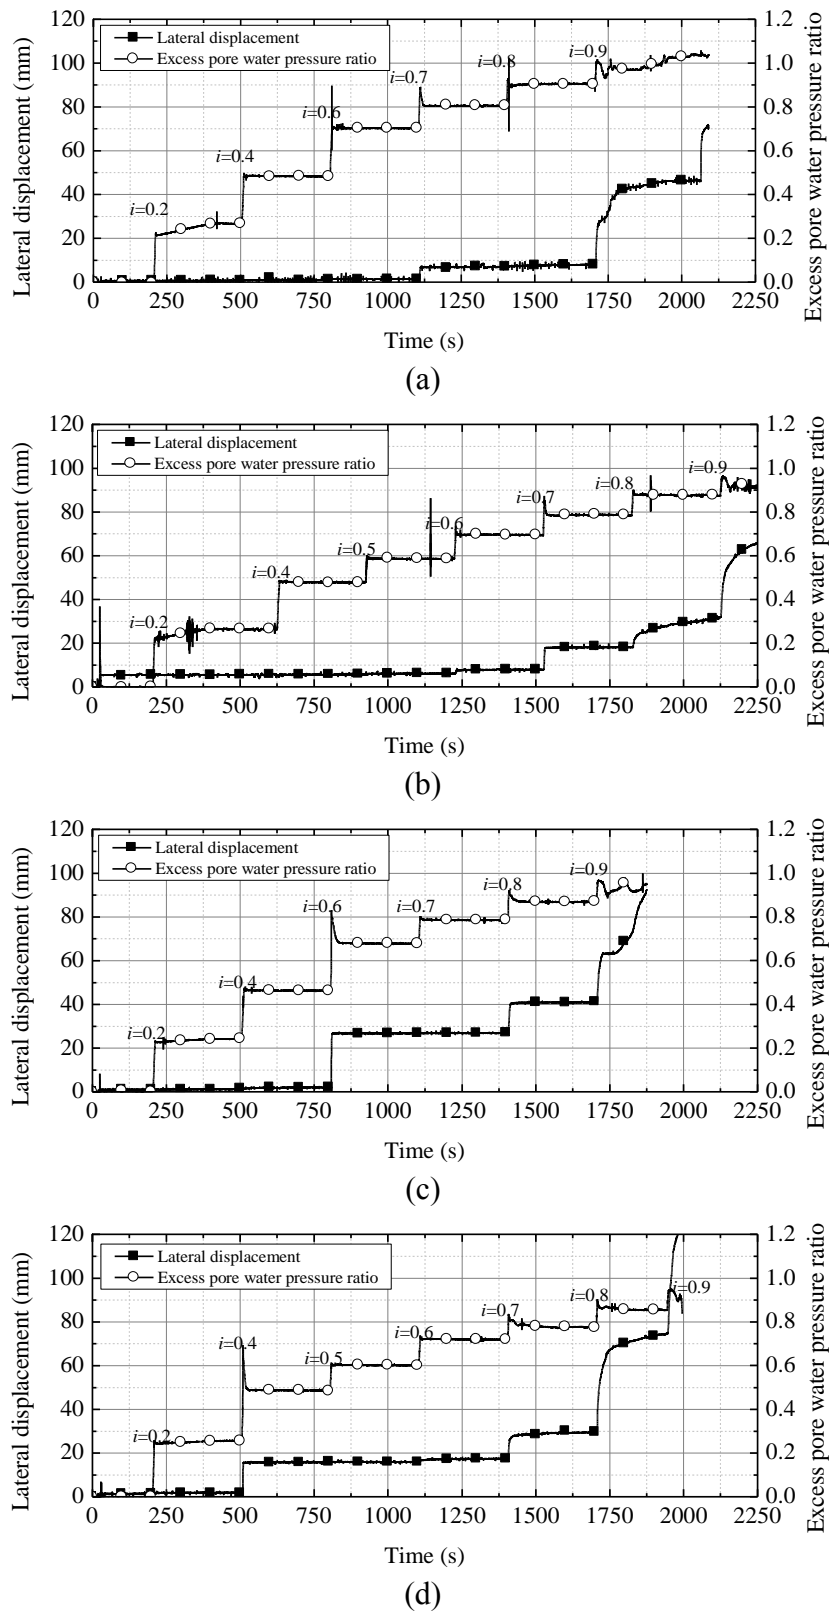 Lateral displacement (mm)
120
100
80
60
40
20
0
Lateral displacement
Excess pore water pressure ratio
i=0.2
i=0.4
i=0.6
i=0.7
i=0.8
i=0.9
1.2
1.0
0.8
0.6
0.4
0.2
0.0
Excess pore water pressure ratio
0 250 500 750 1000 1250 1500 1750 2000 2250
Time (s)
(a)
Lateral displacement (mm)
120
100
80
60
40
20
0
Lateral displacement
Excess pore water pressure ratio
i=0.2
i=0.4
i=0.5
i=0.6
i=0.7
i=0.8
i=0.9
1.2
1.0
0.8
0.6
0.4
0.2
0.0
Excess pore water pressure ratio
0 250 500 750 1000 1250 1500 1750 2000 2250
Time (s)
(b)
Lateral displacement (mm)
120
100
80
60
40
20
0
Lateral displacement
Excess pore water pressure ratio
i=0.2
i=0.4
i=0.6
i=0.7
i=0.8
i=0.9
1.2
1.0
0.8
0.6
0.4
0.2
0.0
Excess pore water pressure ratio
0 250 500 750 1000 1250 1500 1750 2000 2250
Time (s)
(c)
Lateral displacement (mm)
120
100
80
60
40
20
0
Lateral displacement
Excess pore water pressure ratio
i=0.2
i=0.4
i=0.5
i=0.6
i=0.7
i=0.8
i=0.9
1.2
1.0
0.8
0.6
0.4
0.2
0.0
Excess pore water pressure ratio
0 250 500 750 1000 1250 1500 1750 2000 2250
Time (s)
(d)